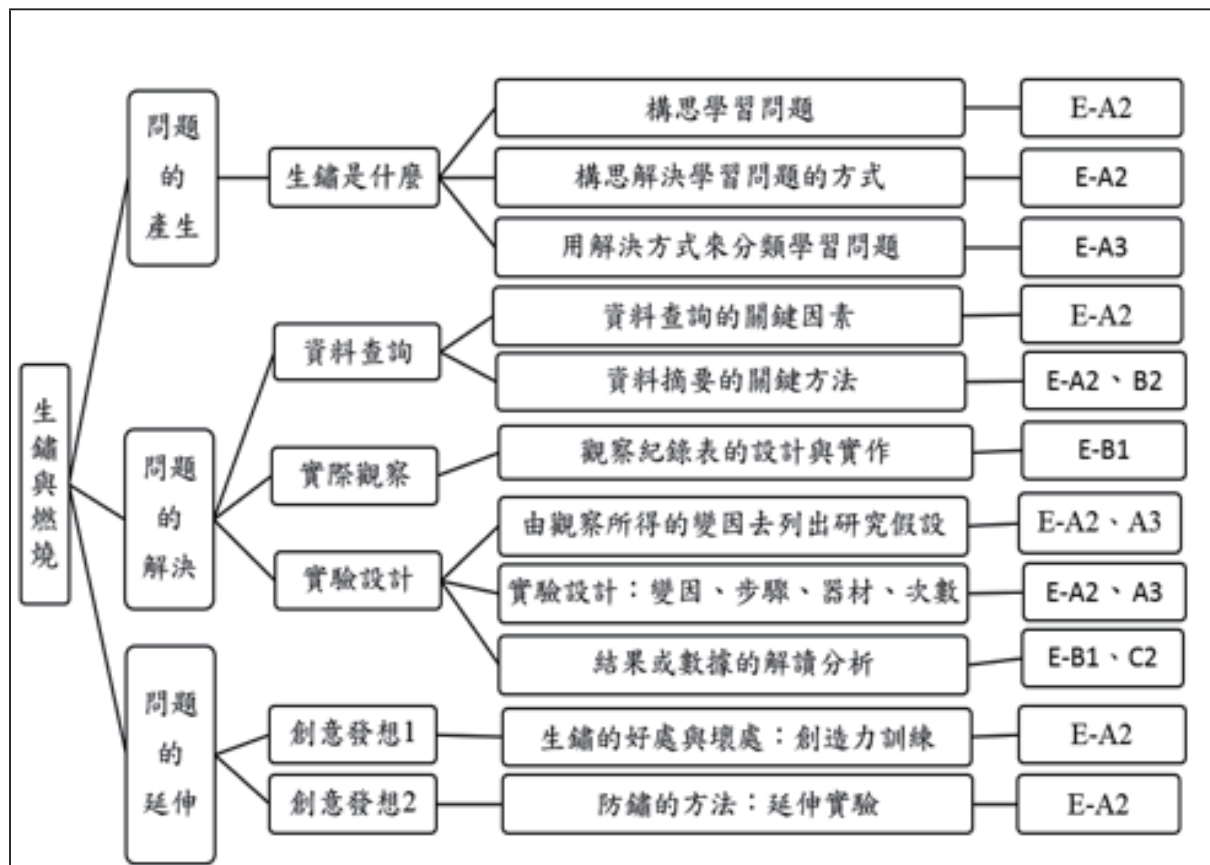 生鏽與燃燒
問題的產生
生鏽是什麼
構思學習問題
E-A2
構思解決學習問題的方式
E-A2
用解決方式來分類學習問題
E-A3
問題的解決
資料查詢
資料查詢的關鍵因素
E-A2
資料摘要的關鍵方法
E-A2、B2
實際觀察
觀察紀錄表的設計與實作
E-B1
實驗設計
由觀察所得的變因去列出研究假設
E-A2、A3
實驗設計：變因、步驟、器材、次數
E-A2、A3
結果或數據的解讀分析
E-B1、C2
問題的延伸
創意發想1
生鏽的好處與壞處：創造力訓練
E-A2
創意發想2
防鏽的方法：延伸實驗
E-A2